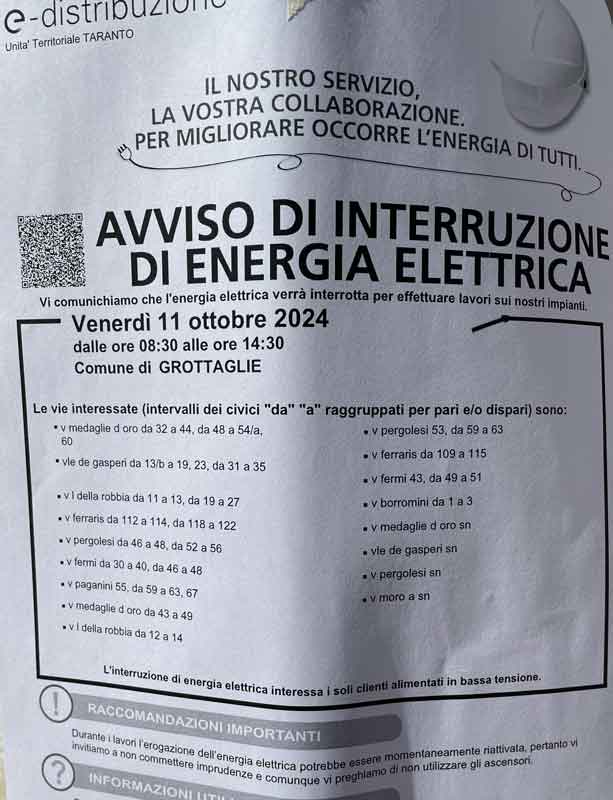 e-distribuzione
Unita' Territoriale TARANTO
IL NOSTRO SERVIZIO,
LA VOSTRA COLLABORAZIONE.
PER MIGLIORARE OCCORRE L'ENERGIA DI TUTTI.
AVVISO DI INTERRUZIONE
DI ENERGIA ELETTRICA
Vi comunichiamo che l'energia elettrica verrà interrotta per effettuare lavori sui nostri impianti.
Venerdì 11 ottobre 2024
dalle ore 08:30 alle ore 14:30
Comune di GROTTAGLIE
Le vie interessate (intervalli dei civici "da" "a" raggruppati per pari e/o dispari) sono:
• v medaglie d oro da 32 a 44, da 48 a 54/a,
60
• vle de gasperi da 13/b a 19, 23, da 31 a 35
• v l della robbia da 11 a 13, da 19 a 27
• v ferraris da 112 a 114, da 118 a 122
• v pergolesi da 46 a 48, da 52 a 56
• v fermi da 30 a 40, da 46 a 48
• v paganini 55, da 59 a 63, 67
• v medaglie d oro da 43 a 49
• v l della robbia da 12 a 14
• v pergolesi 53, da 59 a 63
• v ferraris da 109 a 115
• v fermi 43, da 49 a 51
• v borromini da 1 a 3
• v medaglie d oro sn
• vle de gasperi sn
• v pergolesi sn
• v moro a sn
L'interruzione di energia elettrica interessa i soli clienti alimentati in bassa tensione.
! RACCOMANDAZIONI IMPORTANTI
Durante i lavori l'erogazione dell'energia elettrica potrebbe essere momentaneamente riattivata, pertanto vi
invitiamo a non commettere imprudenze e comunque vi preghiamo di non utilizzare gli ascensori.
? INFORMAZIONI UTILI